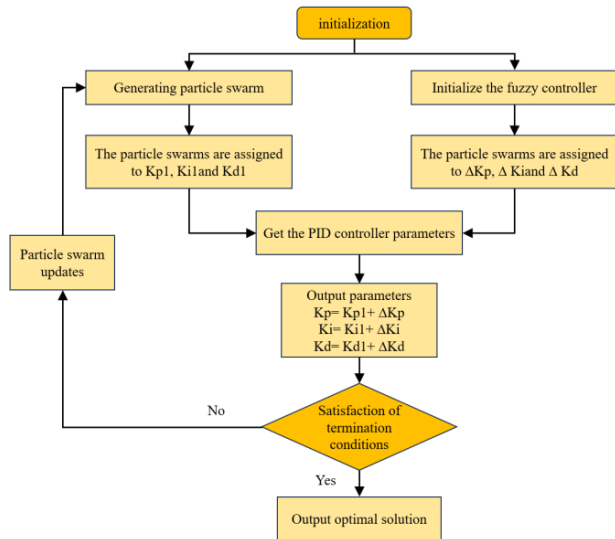 initialization
Generating particle swarm
Initialize the fuzzy controller
The particle swarms are assigned
to Kp1, Ki1and Kd1
The particle swarms are assigned
to ΔKp, Δ Kiand Δ Kd
Get the PID controller parameters
Particle swarm
updates
Output parameters
Kp= Kp1+ ΔKp
Ki= Ki1+ ΔKi
Kd= Kd1+ ΔKd
No
Satisfaction of
termination
conditions
Yes
Output optimal solution